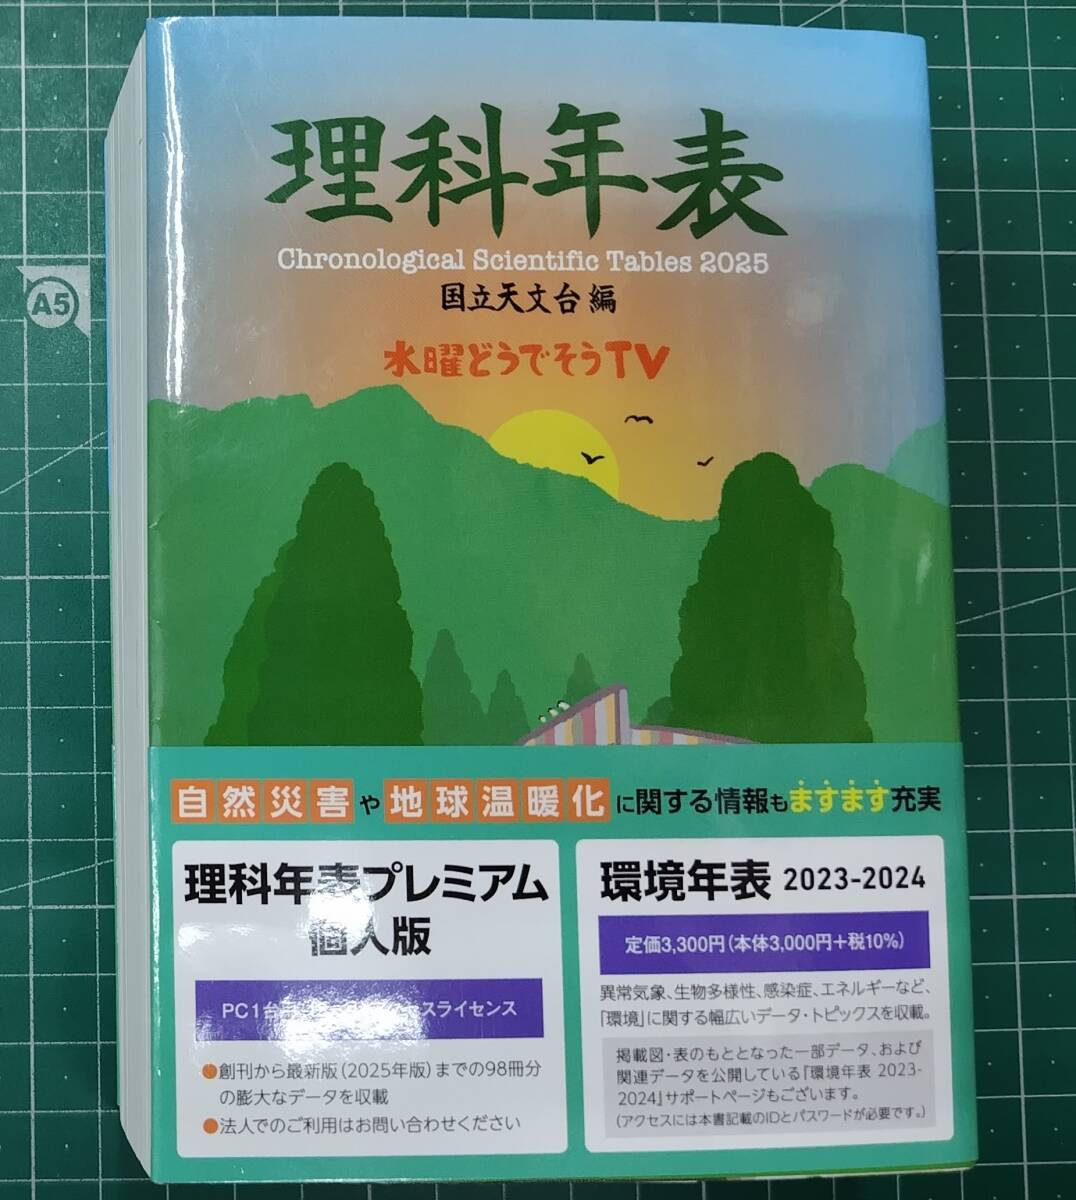 理科年表
Chronological Scientific Tables 2025
国立天文台 編
水曜どうでそうTV
A5
自然災害や地球温暖化に関する情報もますます充実
理科年表プレミアム
個人版
PC1台 スライセンス
●創刊から最新版（2025年版）までの98冊分
の膨大なデータを収載
●法人でのご利用はお問い合わせください
環境年表 2023-2024
定価3,300円（本体3,000円＋税10%）
異常気象、生物多様性、感染症、エネルギーなど、
「環境」に関する幅広いデータ・トピックスを収載。
掲載図・表のもととなった一部データ、および
関連データを公開している『環境年表 2023-
2024』サポートページもございます。
（アクセスには本書記載のIDとパスワードが必要です。）